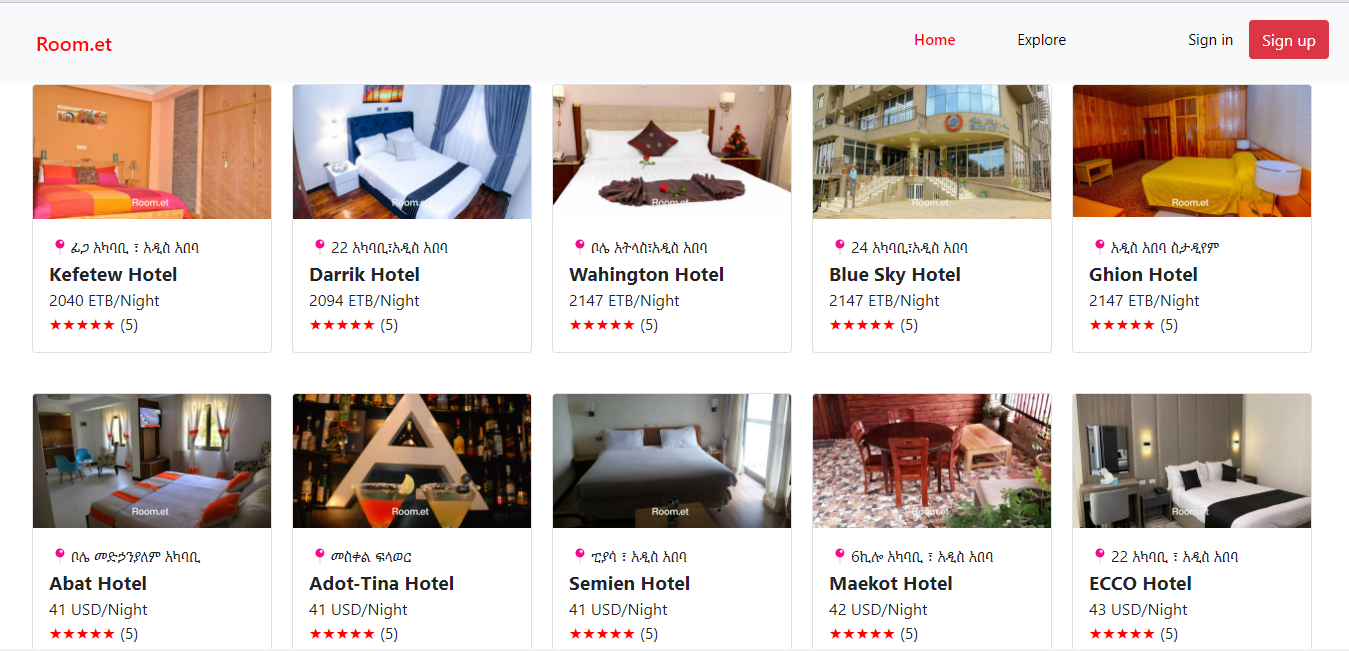 Room.et
Home
Explore
Sign in
Sign up
Room.et
Room.et
Room.et
Room.et
Room.et
ፊጋ አካባቢ ፣ አዲስ አበባ
Kefetew Hotel
2040 ETB/Night
★★★★★ (5)
22 አካባቢ፣አዲስ አበባ
Darrik Hotel
2094 ETB/Night
★★★★★ (5)
ቦሌ አትላስ፣አዲስ አበባ
Wahington Hotel
2147 ETB/Night
★★★★★ (5)
24 አካባቢ፣አዲስ አበባ
Blue Sky Hotel
2147 ETB/Night
★★★★★ (5)
አዲስ አበባ ስታዲየም
Ghion Hotel
2147 ETB/Night
★★★★★ (5)
Room.et
Room.et
Room.et
Room.et
Room.et
ቦሌ መድኃንያለም አካባቢ
Abat Hotel
41 USD/Night
★★★★★ (5)
መስቀል ፍላወር
Adot-Tina Hotel
41 USD/Night
★★★★★ (5)
ፒያሳ ፣ አዲስ አበባ
Semien Hotel
41 USD/Night
★★★★★ (5)
6ኪሎ አካባቢ ፣ አዲስ አበባ
Maekot Hotel
42 USD/Night
★★★★★ (5)
22 አካባቢ ፣ አዲስ አበባ
ECCO Hotel
43 USD/Night
★★★★★ (5)